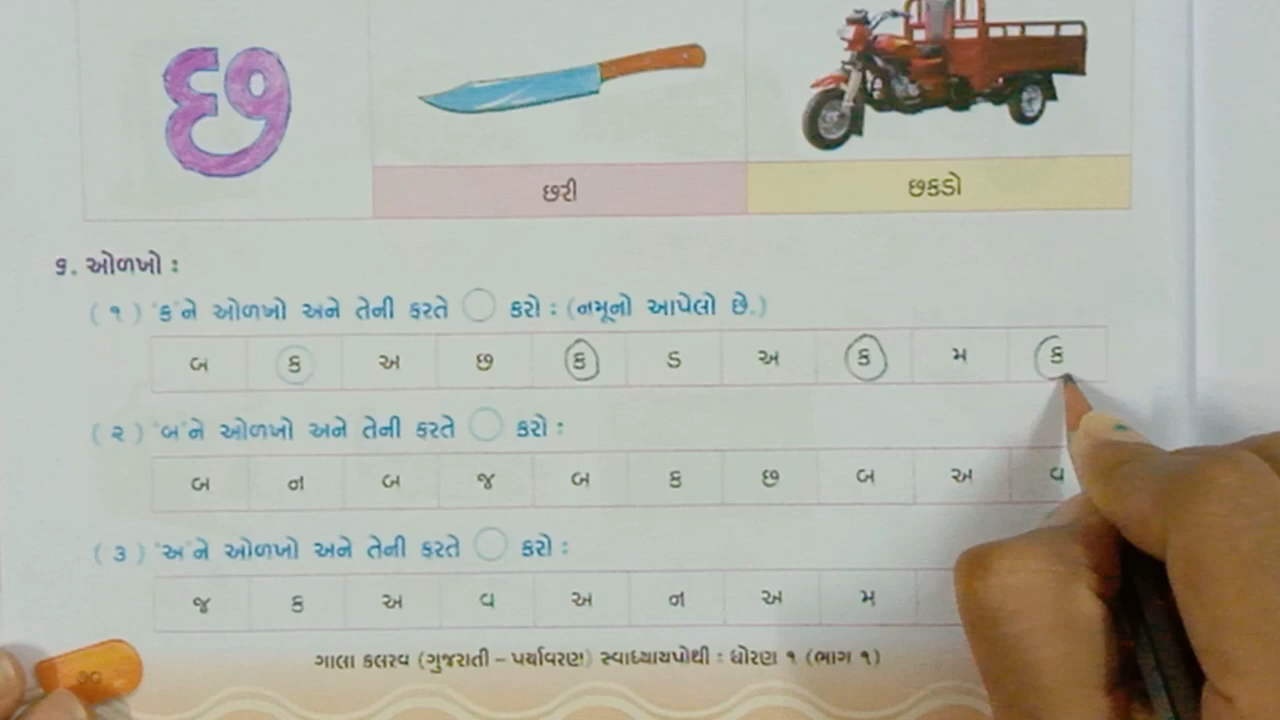 છ
છરી
છકડો
૧. ઓળખો :
(૧) 'ક'ને ઓળખો અને તેની ફરતે ○ કરો : (નમૂનો આપેલો છે.)
બ ક અ છ ક ડ અ ક મ ક
(૨) 'બ'ને ઓળખો અને તેની ફરતે ○ કરો :
બ ન બ જ બ ક છ બ અ વ
(૩) 'અ'ને ઓળખો અને તેની ફરતે ○ કરો :
જ ક અ વ અ ન અ મ
ગાલા કલરવ (ગુજરાતી – પર્યાવરણ) સ્વાધ્યાયપોથી : ધોરણ ૧ (ભાગ ૧)